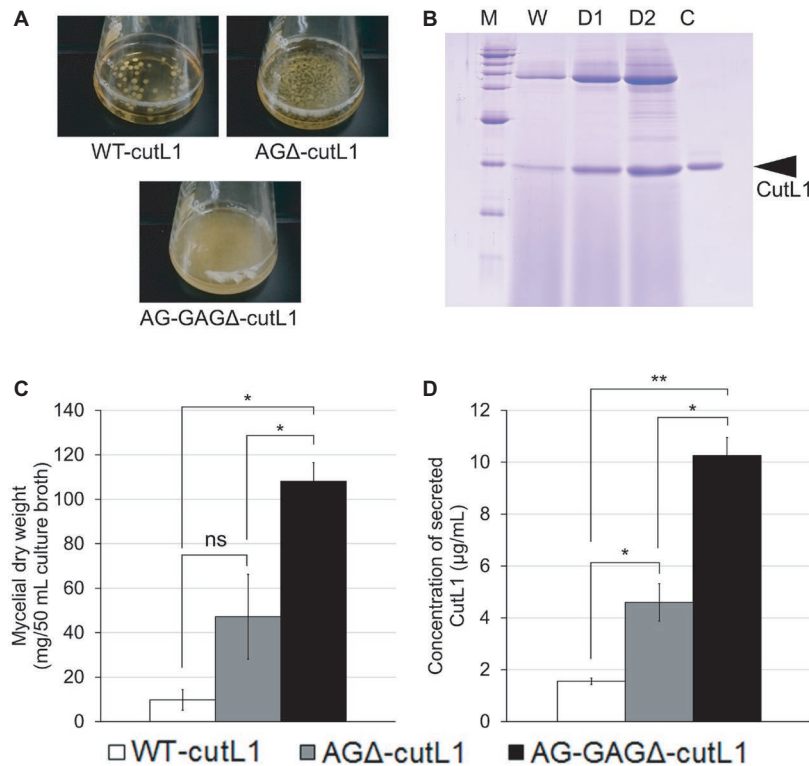 A
WT-cutL1
AGΔ-cutL1
AG-GAGΔ-cutL1
B
M W D1 D2 C
CutL1
C
Mycelial dry weight
(mg/50 mL culture broth)
140
120
100
80
60
40
20
0
*
*
ns
D
Concentration of secreted
CutL1 (µg/mL)
12
10
8
6
4
2
0
**
*
*
WT-cutL1 AGΔ-cutL1 AG-GAGΔ-cutL1